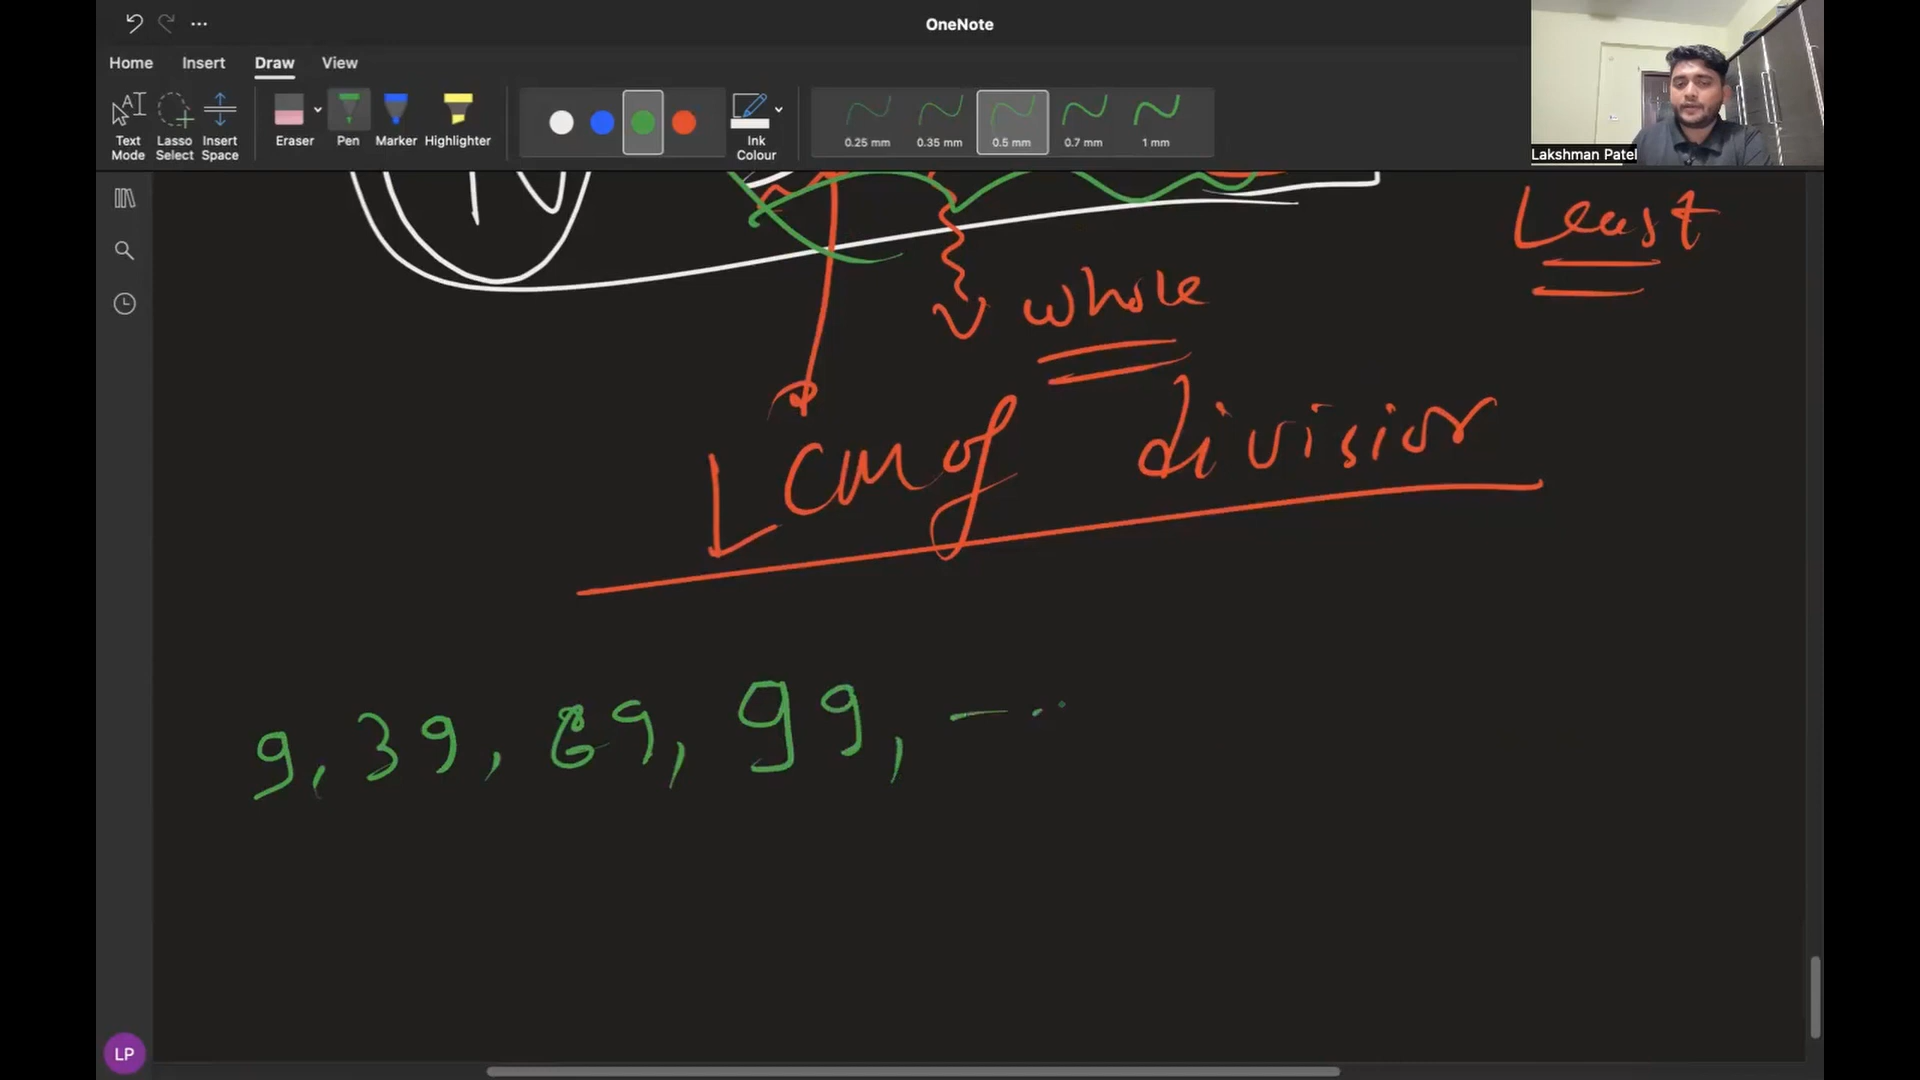 OneNote
Home Insert Draw View
Text Mode Lasso Select Insert Space Eraser Pen Marker Highlighter Ink Colour 0.25 mm 0.35 mm 0.5 mm 0.7 mm 1 mm
Lakshman Patel
Least
whole
LCM of divisior
9, 39, 69, 99, - ..
LP